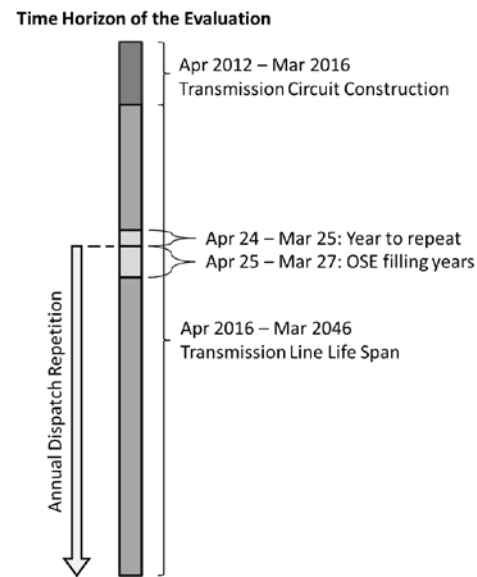 Time Horizon of the Evaluation
Apr 2012 – Mar 2016
Transmission Circuit Construction
Apr 24 – Mar 25: Year to repeat
Apr 25 – Mar 27: OSE filling years
Apr 2016 – Mar 2046
Transmission Line Life Span
Annual Dispatch Repetition